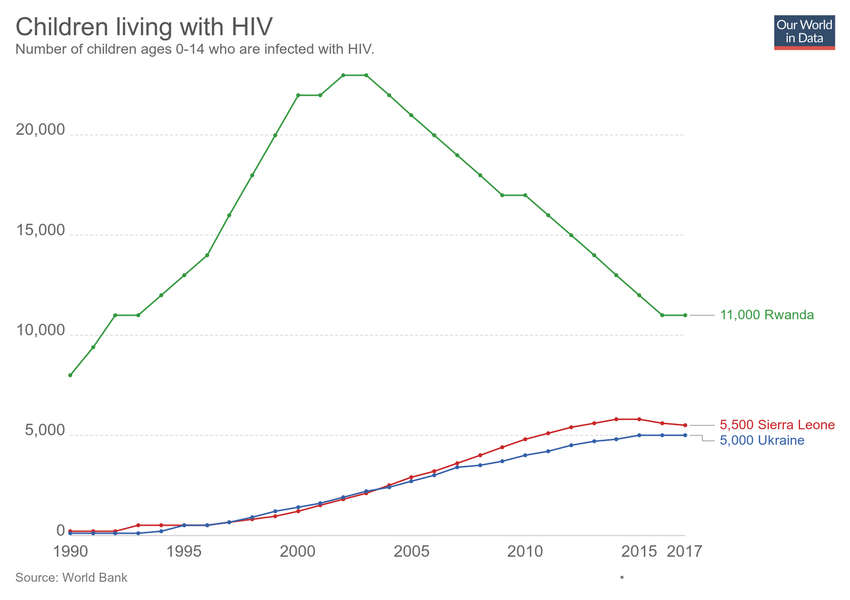 Children living with HIV
Number of children ages 0-14 who are infected with HIV.
Our World
in Data
20,000
15,000
10,000
5,000
0
11,000 Rwanda
5,500 Sierra Leone
5,000 Ukraine
1990 1995 2000 2005 2010 2015 2017
Source: World Bank